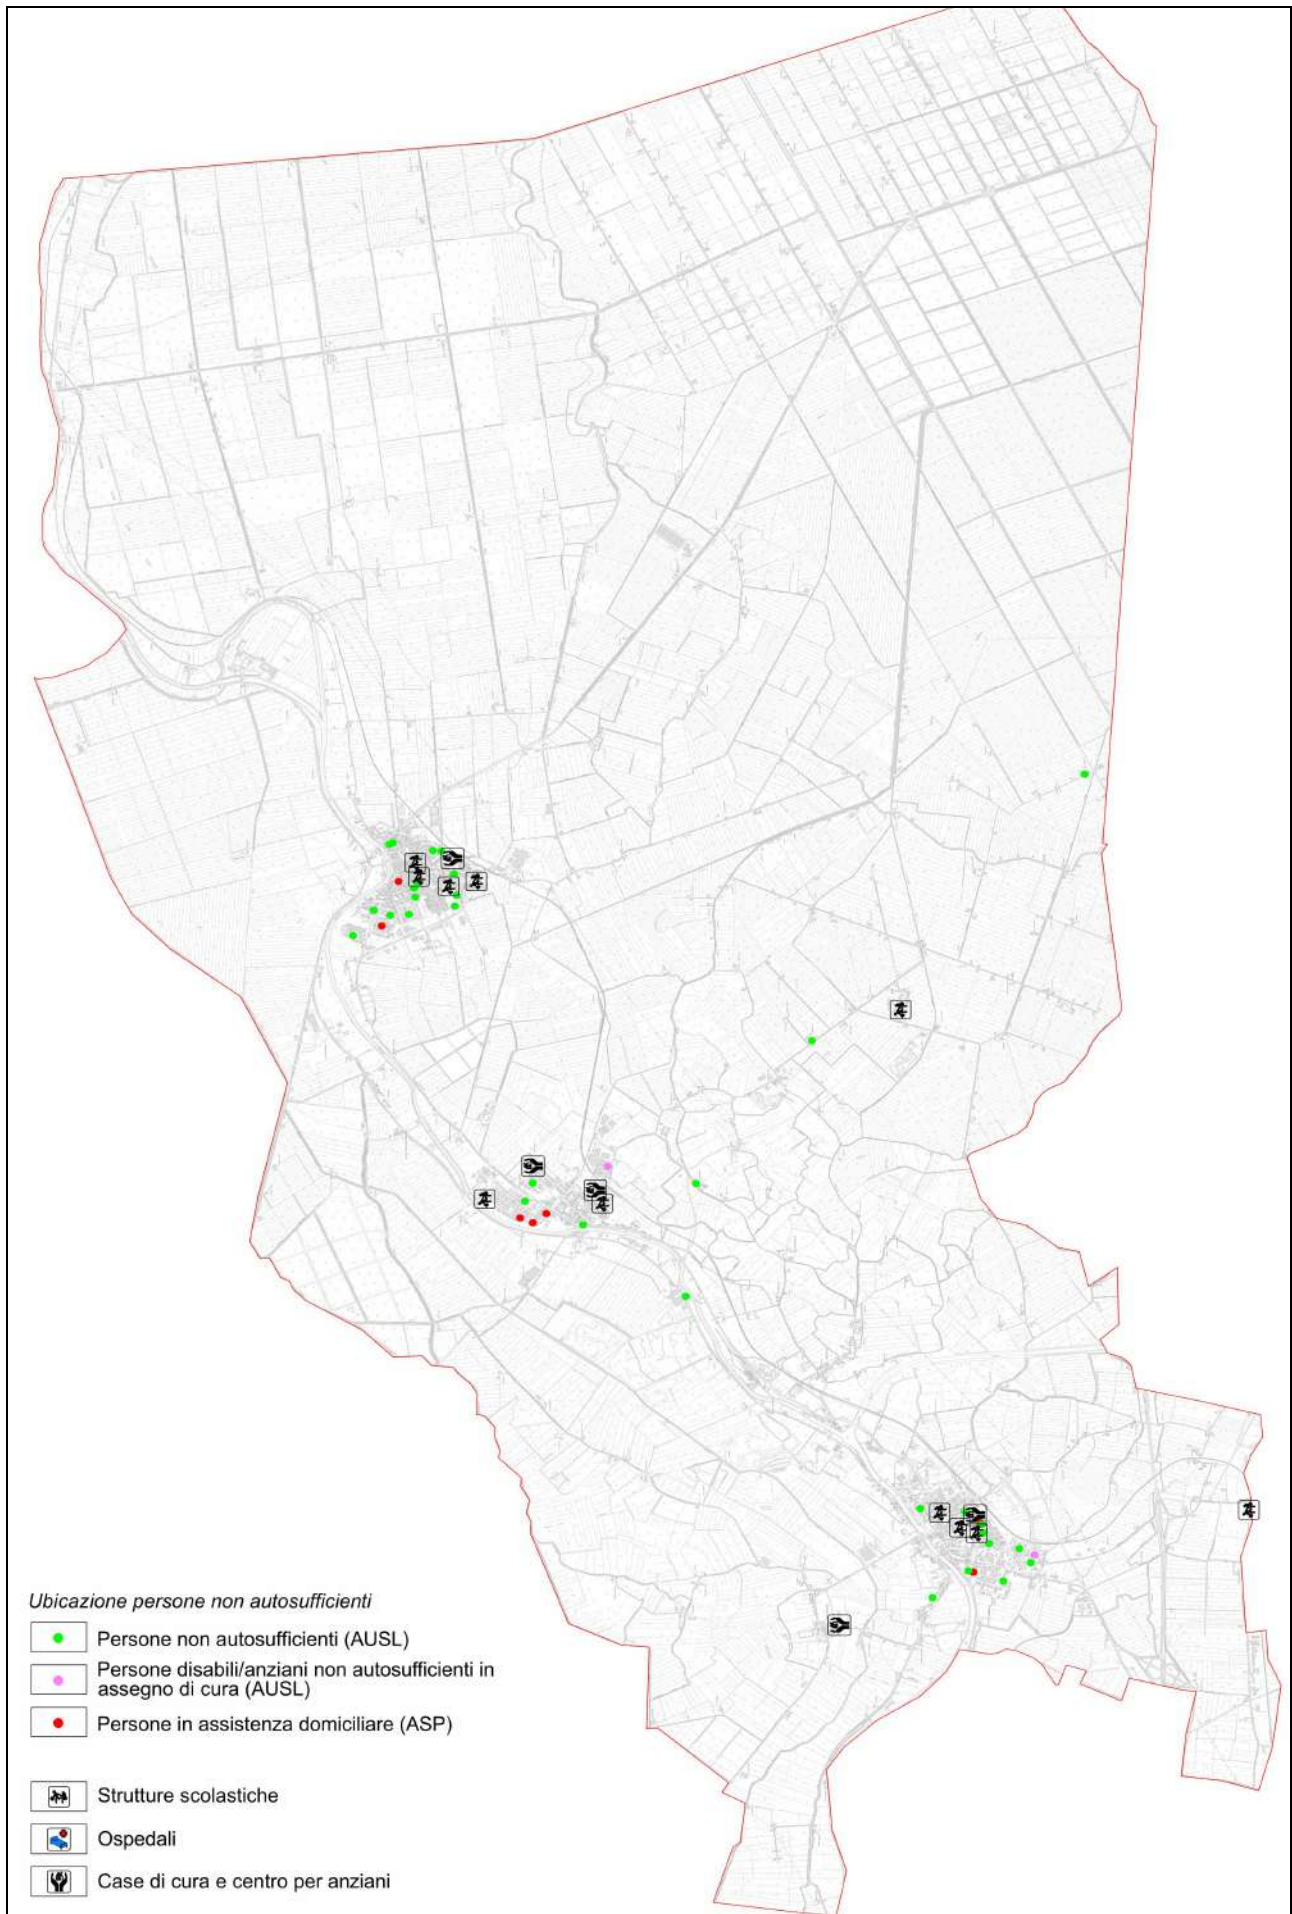 Ubicazione persone non autosufficienti
Persone non autosufficienti (AUSL)
Persone disabili/anziani non autosufficienti in
assegno di cura (AUSL)
Persone in assistenza domiciliare (ASP)
Strutture scolastiche
Ospedali
Case di cura e centro per anziani